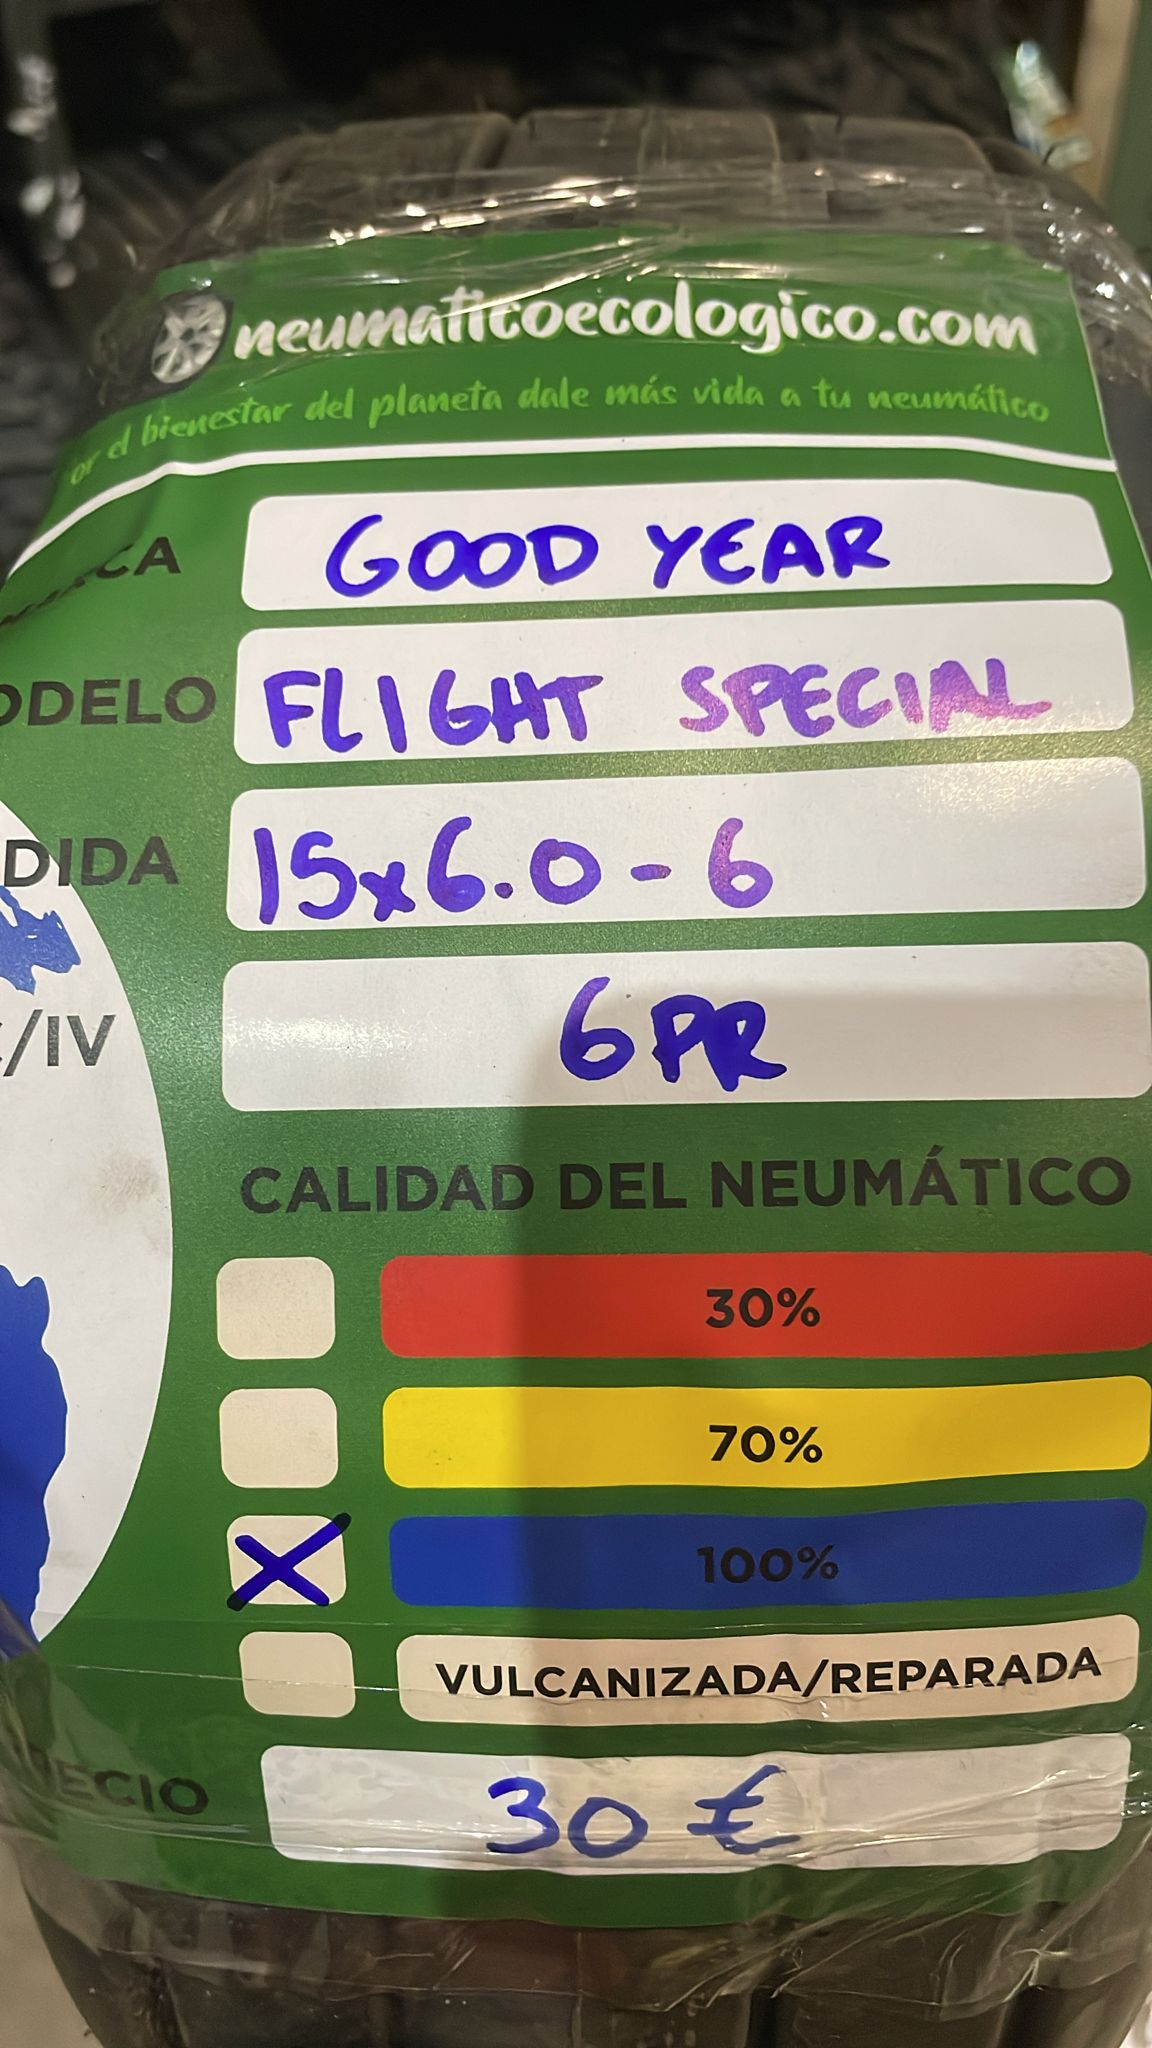 neumaticoecologico.com
or el bienestar del planeta dale más vida a tu neumático
GOOD YEAR
ODELO FLIGHT SPECIAL
DIDA 15x6.0-6
/IV 6PR
CALIDAD DEL NEUMÁTICO
30%
70%
X 100%
VULCANIZADA/REPARADA
ECIO 30 €